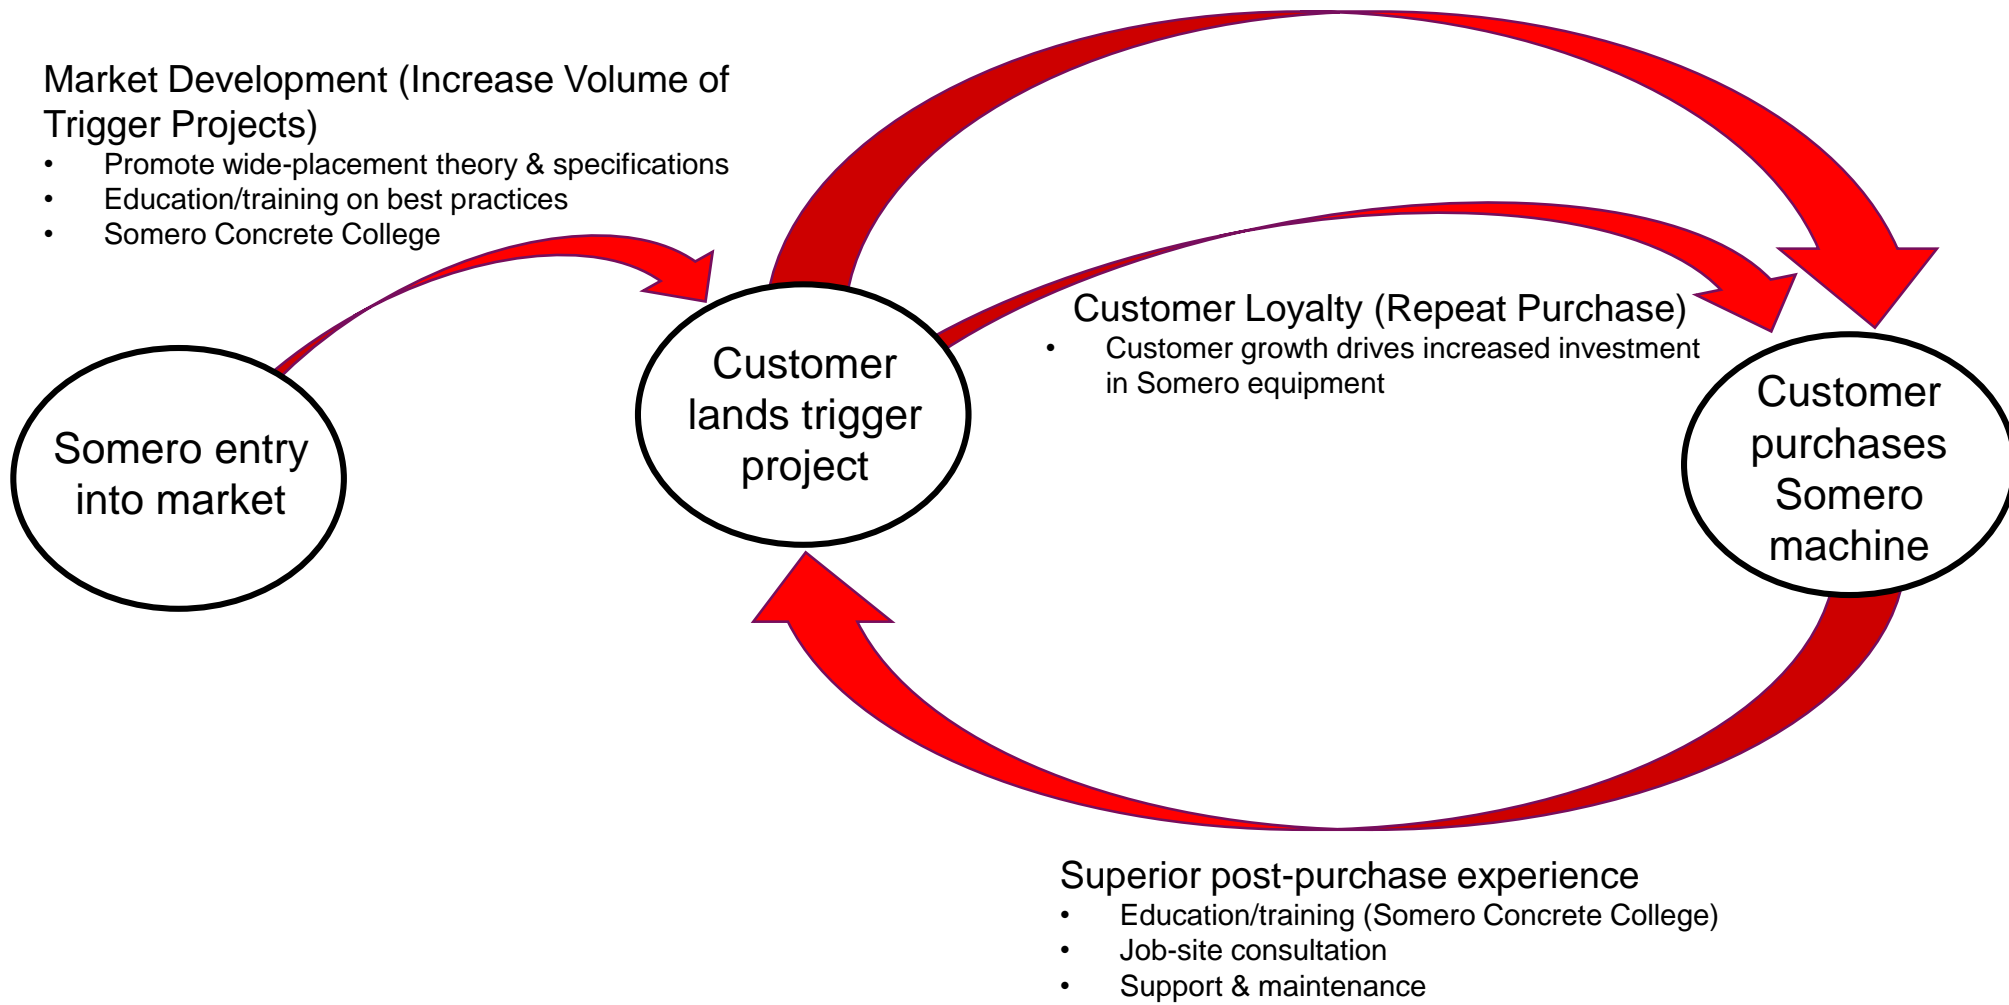 Market Development (Increase Volume of
Trigger Projects)
• Promote wide-placement theory & specifications
• Education/training on best practices
• Somero Concrete College
Somero entry
into market
Customer
lands trigger
project
Customer Loyalty (Repeat Purchase)
• Customer growth drives increased investment
in Somero equipment
Customer
purchases
Somero
machine
Superior post-purchase experience
• Education/training (Somero Concrete College)
• Job-site consultation
• Support & maintenance